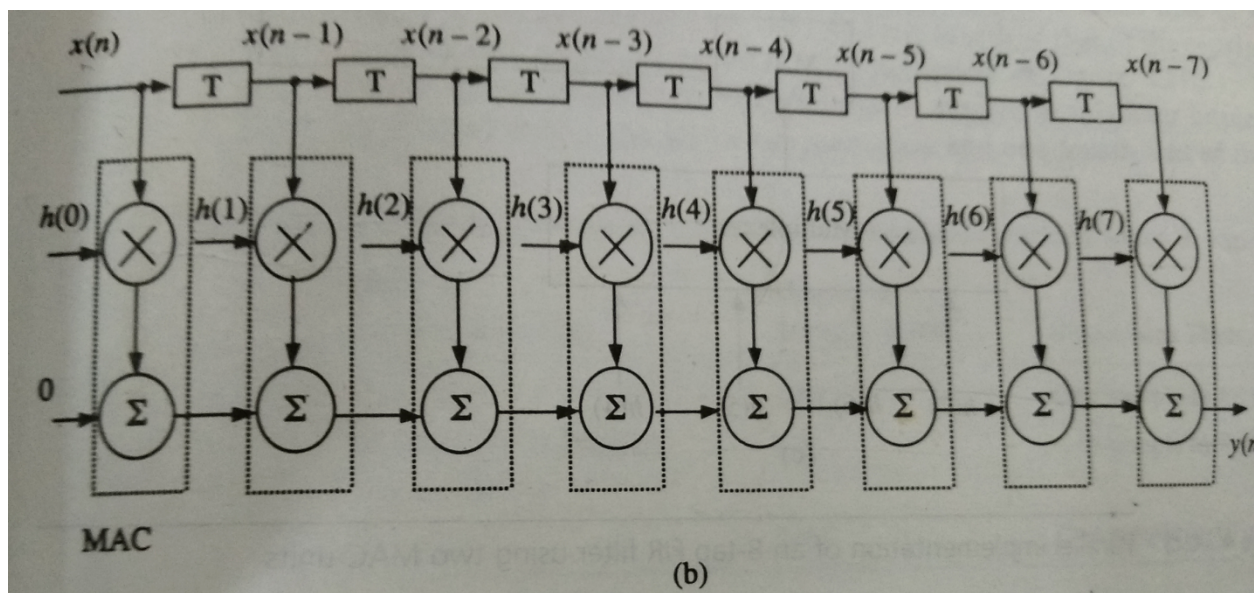 x(n) x(n − 1) x(n − 2) x(n − 3) x(n − 4) x(n − 5) x(n − 6) x(n − 7)
T T T T T T T
h(0) h(1) h(2) h(3) h(4) h(5) h(6) h(7)
0
Σ Σ Σ Σ Σ Σ Σ Σ
y(n
MAC
(b)